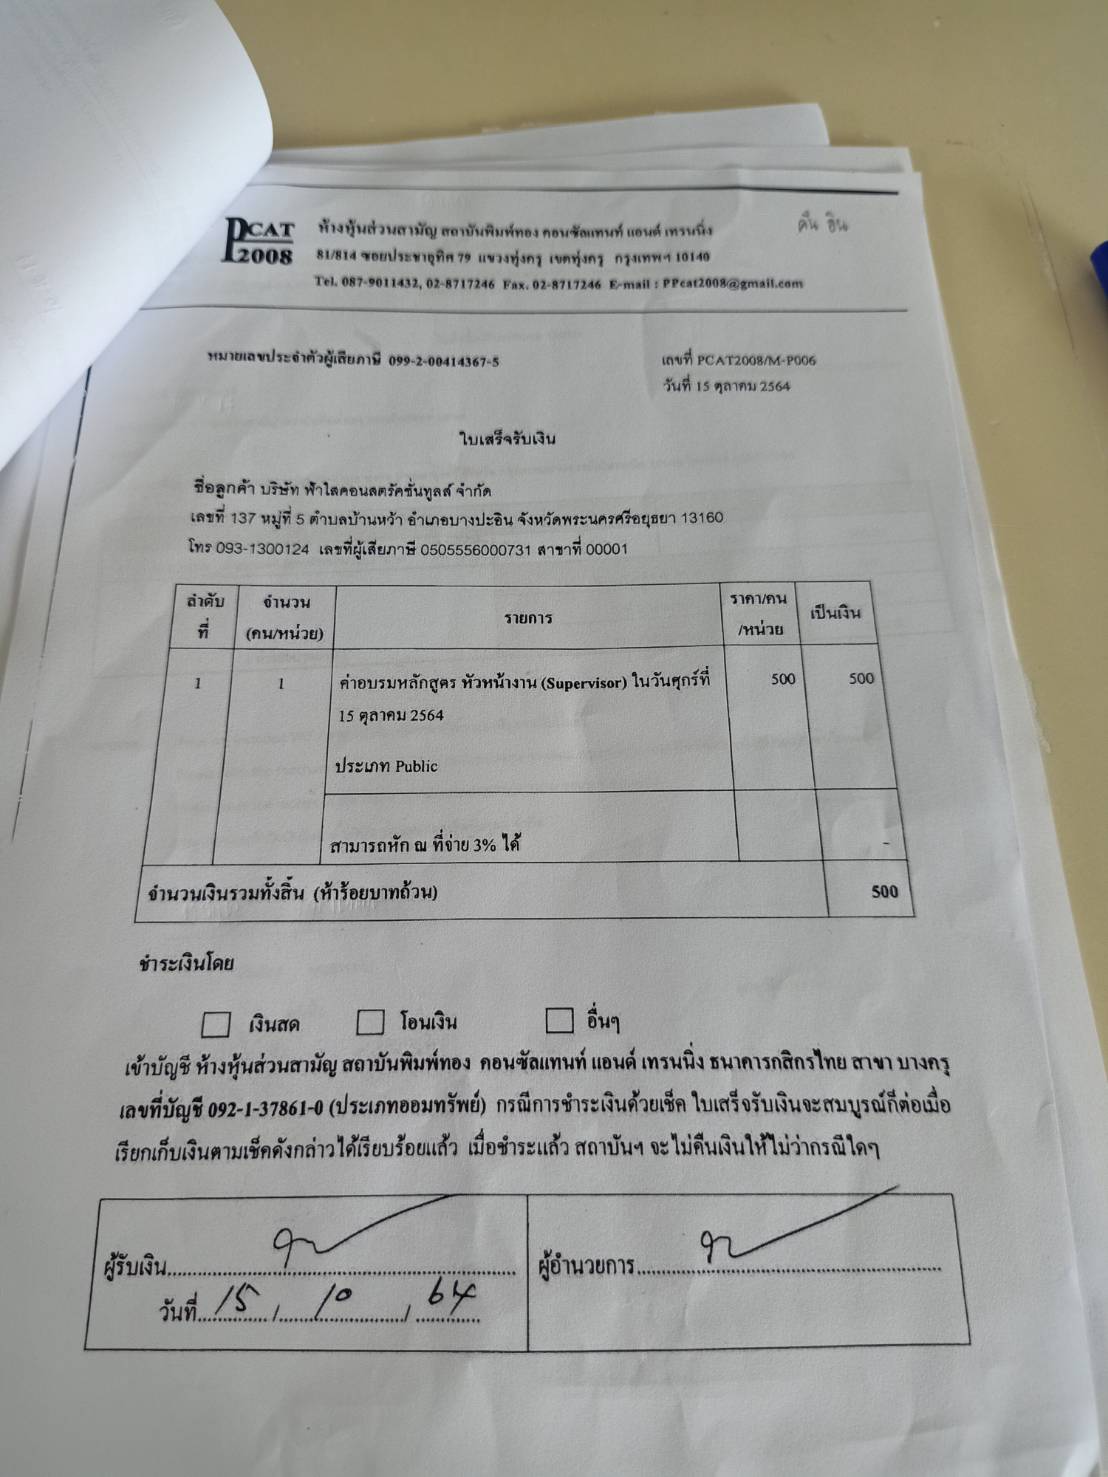 PCAT
2008
ห้างหุ้นส่วนสามัญ สถาบันพิมพ์ทอง คอนซัลแทนท์ แอนด์ เทรนนิ่ง
81/814 ซอยประชาอุทิศ 79 แขวงทุ่งครุ เขตทุ่งครุ กรุงเทพฯ 10140
Tel. 087-9011432, 02-8717246 Fax. 02-8717246 E-mail : PPcat2008@gmail.com
หมายเลขประจำตัวผู้เสียภาษี 099-2-00414367-5
เลขที่ PCAT2008/M-P006
วันที่ 15 ตุลาคม 2564
ใบเสร็จรับเงิน
ชื่อลูกค้า บริษัท ฟ้าใสคอนสตรัคชั่นทูลส์ จำกัด
เลขที่ 137 หมู่ที่ 5 ตำบลบ้านหว้า อำเภอบางปะอิน จังหวัดพระนครศรีอยุธยา 13160
โทร 093-1300124 เลขที่ผู้เสียภาษี 0505556000731 สาขาที่ 00001
ลำดับที่ จำนวน (คน/หน่วย) รายการ ราคา/คน /หน่วย เป็นเงิน
1 1 ค่าอบรมหลักสูตร หัวหน้างาน (Supervisor) ในวันศุกร์ที่ 500 500
15 ตุลาคม 2564
ประเภท Public
สามารถหัก ณ ที่จ่าย 3% ได้ -
จำนวนเงินรวมทั้งสิ้น (ห้าร้อยบาทถ้วน) 500
ชำระเงินโดย
เงินสด โอนเงิน อื่นๆ
เข้าบัญชี ห้างหุ้นส่วนสามัญ สถาบันพิมพ์ทอง คอนซัลแทนท์ แอนด์ เทรนนิ่ง ธนาคารกสิกรไทย สาขา บางครุ
เลขที่บัญชี 092-1-37861-0 (ประเภทออมทรัพย์) กรณีการชำระเงินด้วยเช็ค ใบเสร็จรับเงินจะสมบูรณ์ก็ต่อเมื่อ
เรียกเก็บเงินตามเช็คดังกล่าวได้เรียบร้อยแล้ว เมื่อชำระแล้ว สถาบันฯ จะไม่คืนเงินให้ไม่ว่ากรณีใดๆ
ผู้รับเงิน
วันที่ 15 / 10 / 64
ผู้อำนวยการ